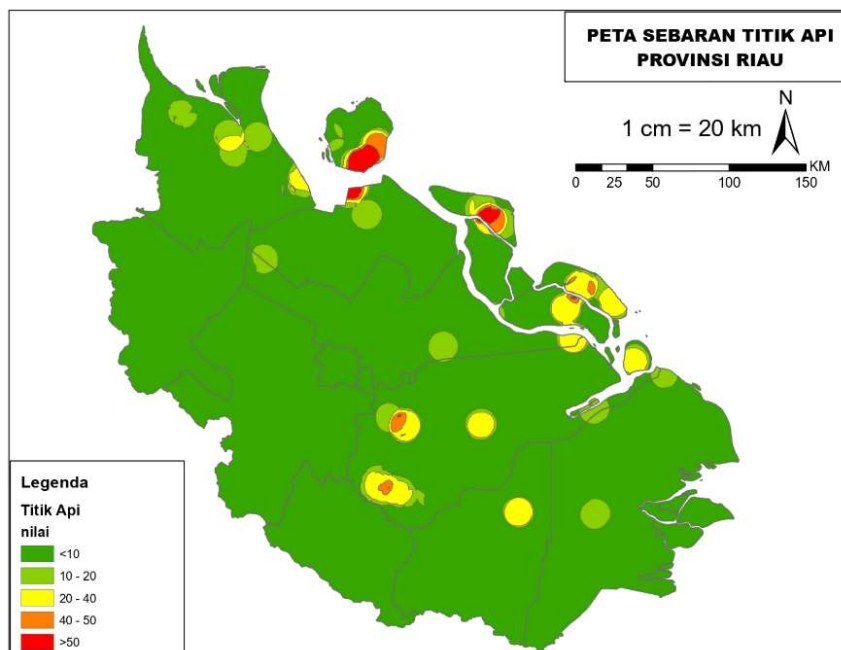 PETA SEBARAN TITIK API
PROVINSI RIAU
N
1 cm = 20 km
KM
0 25 50 100 150
Legenda
Titik Api
nilai
<10
10 - 20
20 - 40
40 - 50
>50